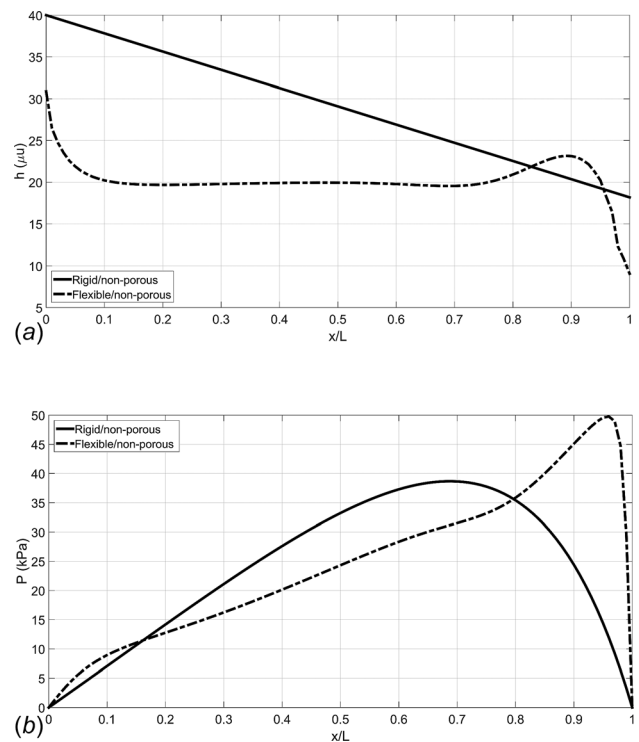 40
35
30
25
20
15
10
5
h (μu)
Rigid/non-porous
Flexible/non-porous
0 0.1 0.2 0.3 0.4 0.5 0.6 0.7 0.8 0.9 1
x/L
(a)
50
45
40
35
30
25
20
15
10
5
0
P (kPa)
Rigid/non-porous
Flexible/non-porous
0 0.1 0.2 0.3 0.4 0.5 0.6 0.7 0.8 0.9 1
x/L
(b)